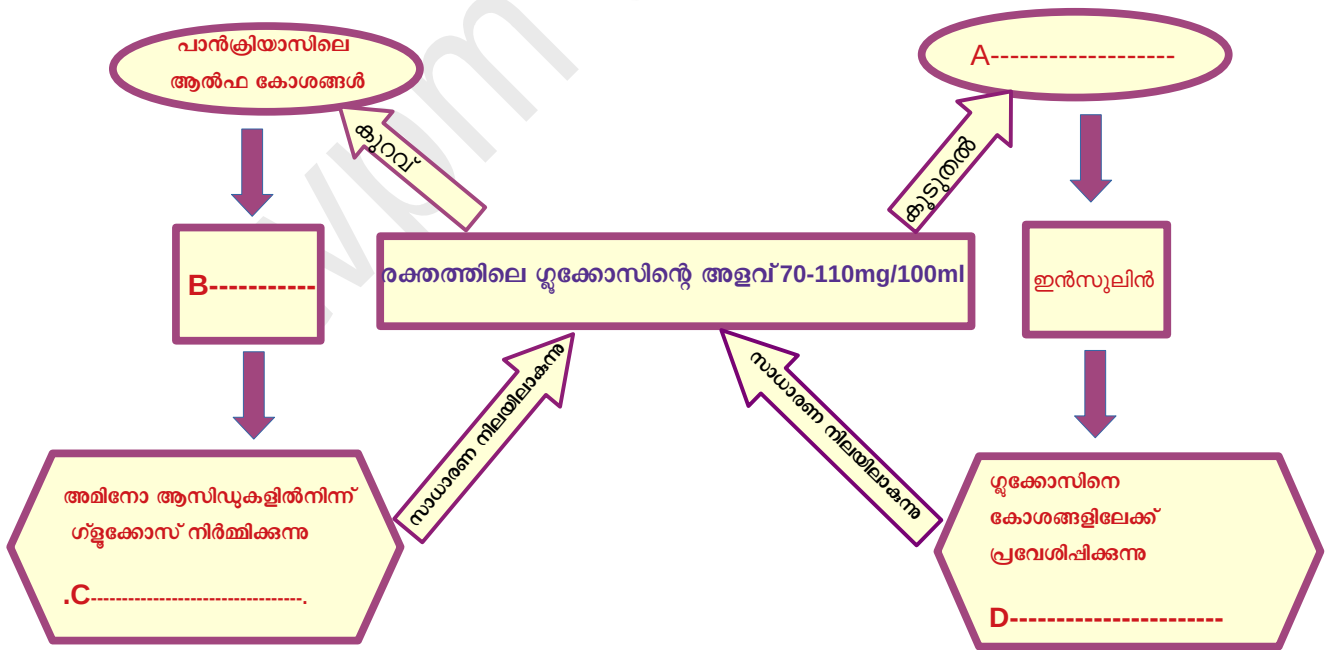 പാൻക്രിയാസിലെ
ആൽഫ കോശങ്ങൾ
A--------------------
കുറവ്
കൂടുതൽ
B-----------
രക്തത്തിലെ ഗ്ലൂക്കോസിന്റെ അളവ് 70-110mg/100ml
ഇൻസുലിൻ
സാധാരണ നിലയിലാകുന്നു
സാധാരണ നിലയിലാകുന്നു
അമിനോ ആസിഡുകളിൽനിന്ന്
ഗ്ളൂക്കോസ് നിർമ്മിക്കുന്നു
.C-----------------------------------.
ഗ്ലൂക്കോസിനെ
കോശങ്ങളിലേക്ക്
പ്രവേശിപ്പിക്കുന്നു
D-----------------------
vpm